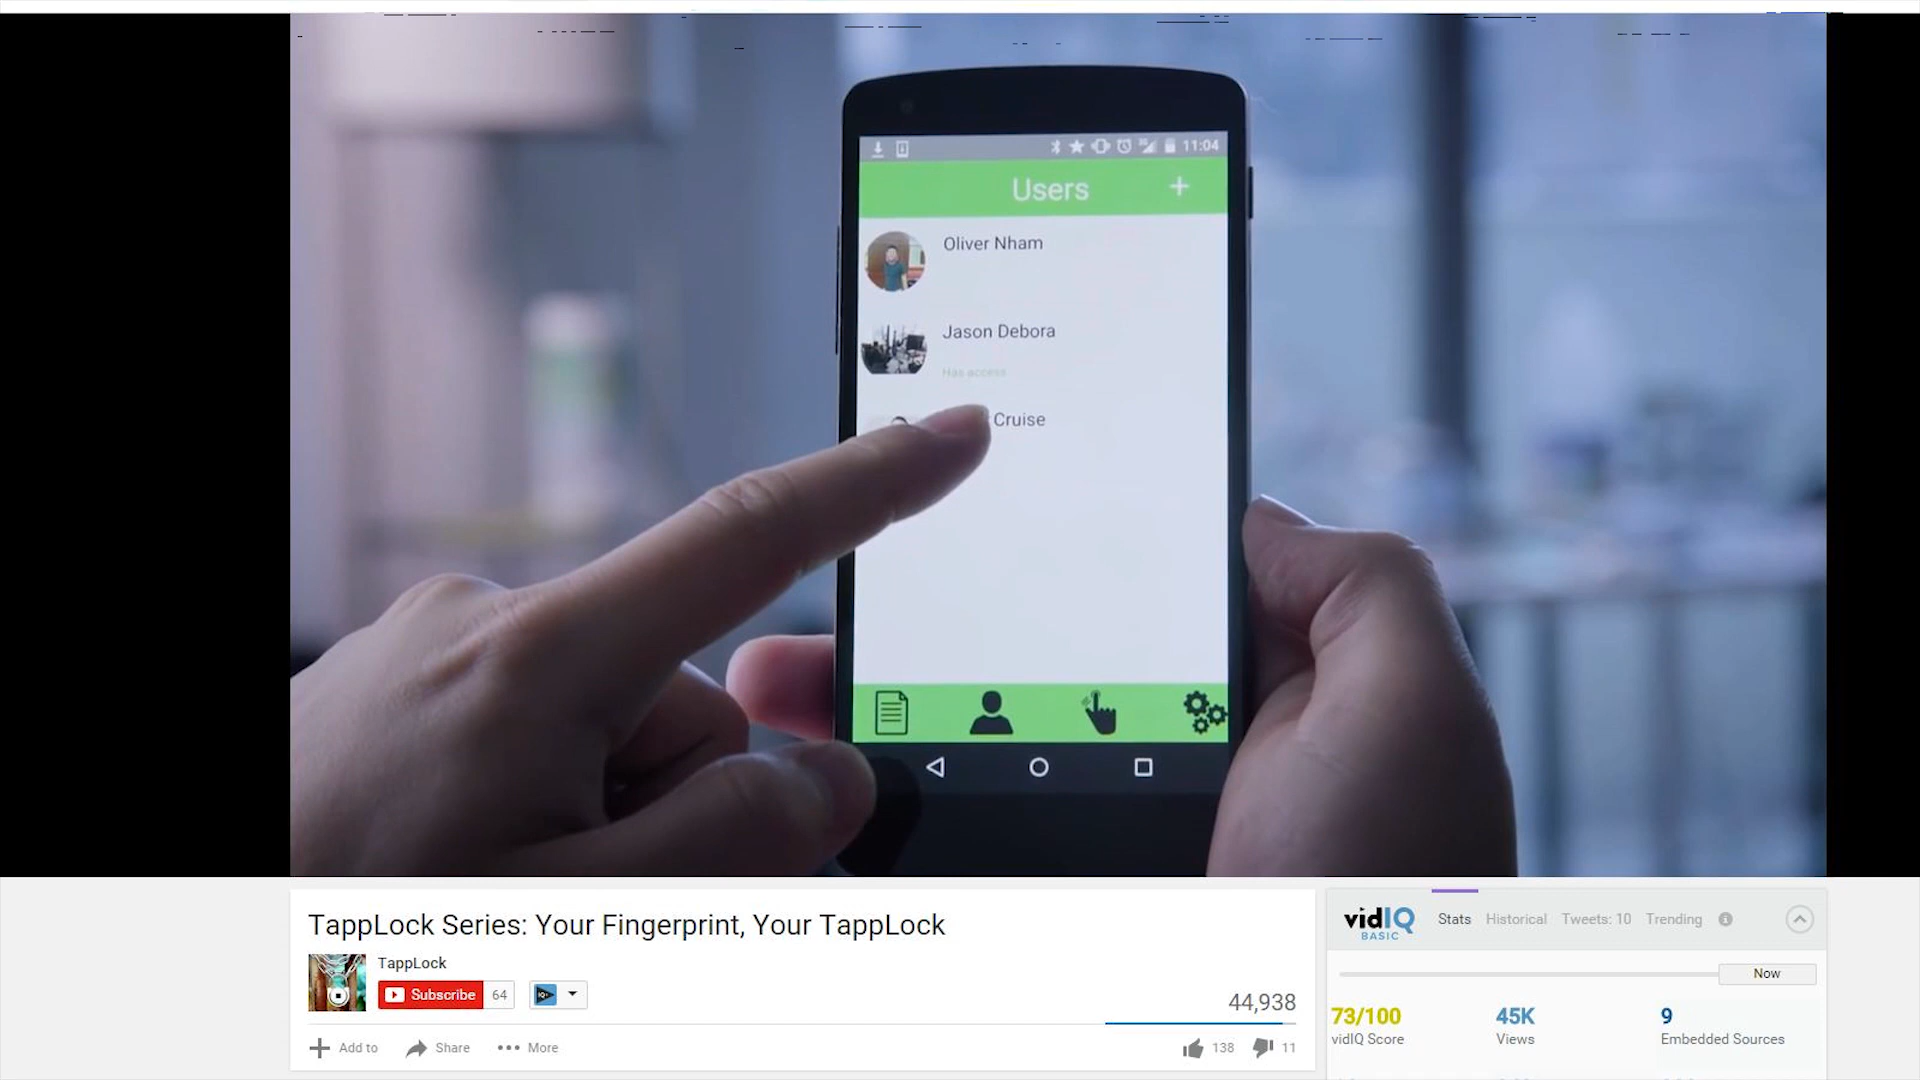 11:04
Users +
Oliver Nham
Jason Debora
Has access
Cruise
TappLock Series: Your Fingerprint, Your TappLock
TappLock
Subscribe 64
44,938
Add to Share More 138 11
vidIQ BASIC
Stats Historical Tweets: 10 Trending
Now
73/100 45K 9
vidIQ Score Views Embedded Sources